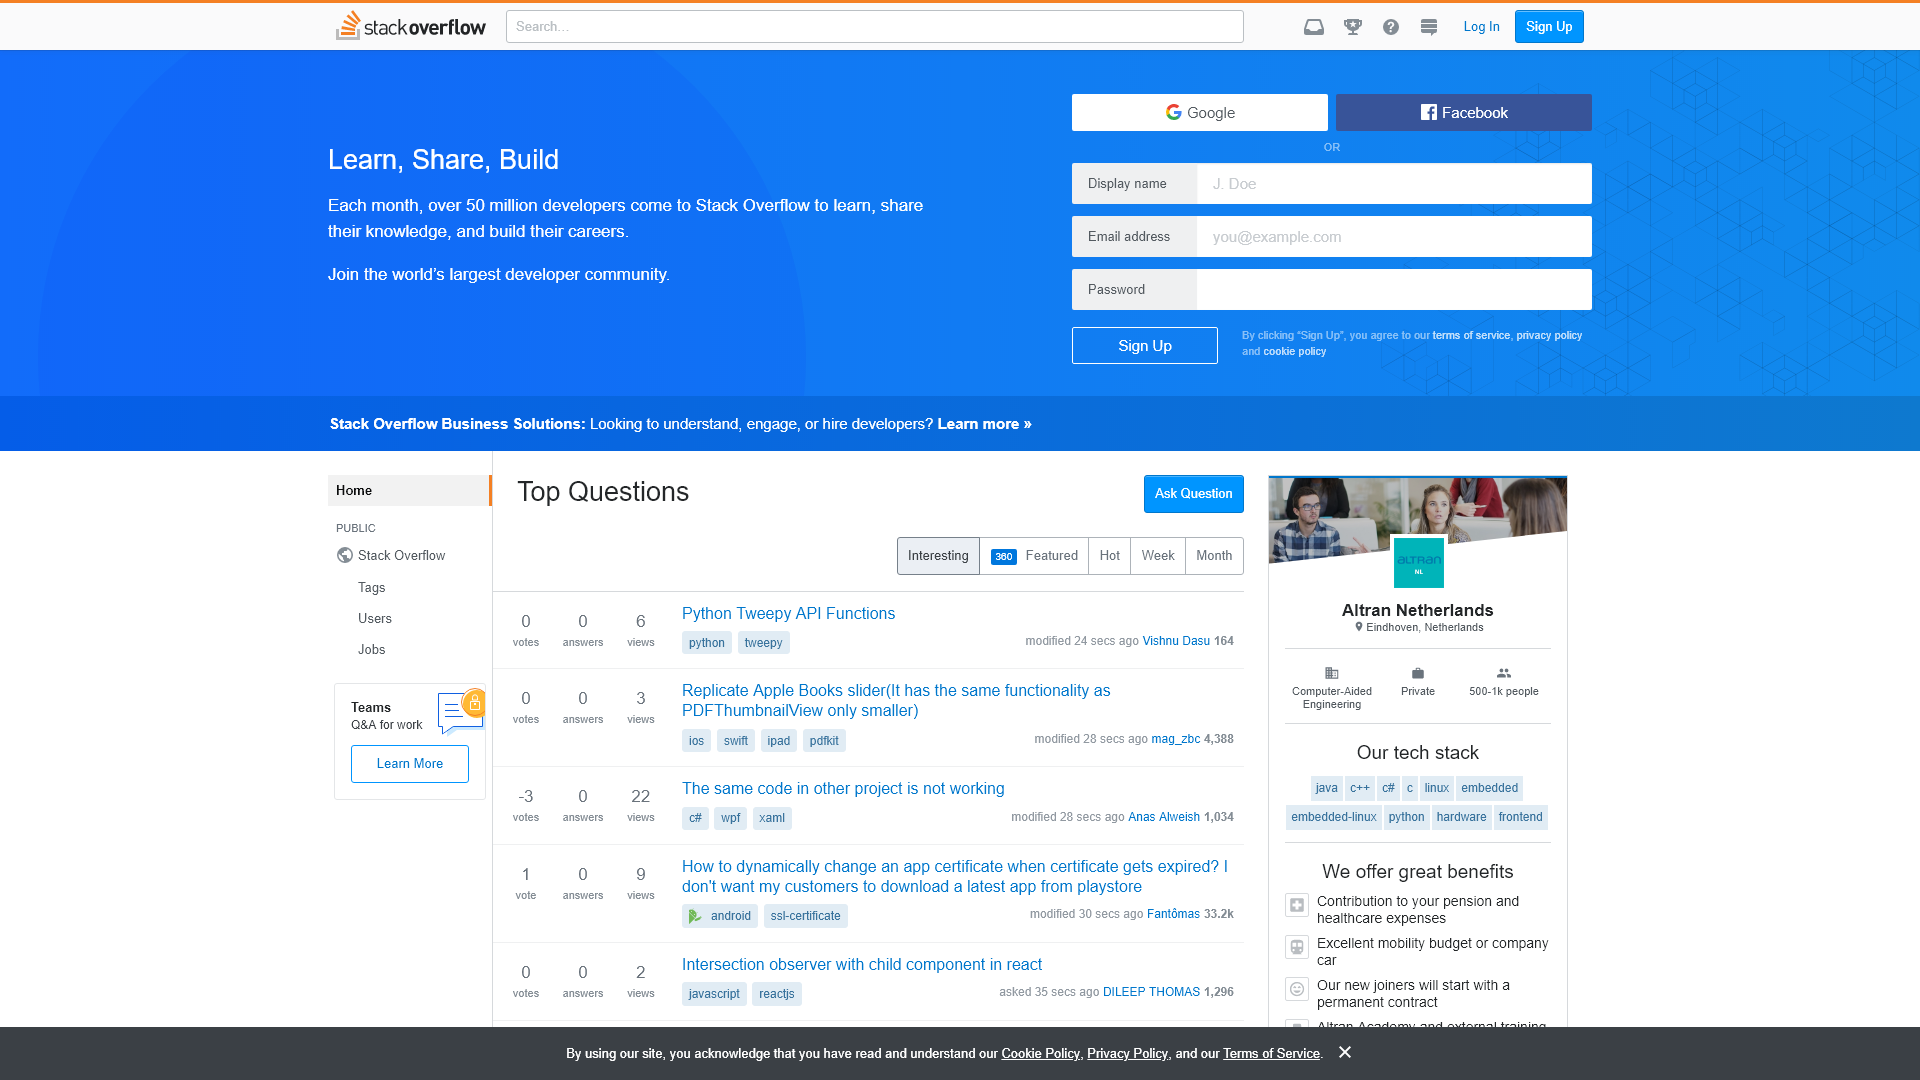 stackoverflow
Search...
Log In
Sign Up
Google
Facebook
OR
Learn, Share, Build
Each month, over 50 million developers come to Stack Overflow to learn, share
their knowledge, and build their careers.
Join the world’s largest developer community.
Display name
J. Doe
Email address
you@example.com
Password
Sign Up
By clicking “Sign Up”, you agree to our terms of service, privacy policy
and cookie policy
Stack Overflow Business Solutions: Looking to understand, engage, or hire developers? Learn more »
Home
PUBLIC
Stack Overflow
Tags
Users
Jobs
Teams
Q&A for work
Learn More
Top Questions
Ask Question
Interesting
360 Featured
Hot
Week
Month
0 votes
0 answers
6 views
Python Tweepy API Functions
python tweepy
modified 24 secs ago Vishnu Dasu 164
0 votes
0 answers
3 views
Replicate Apple Books slider(It has the same functionality as
PDFThumbnailView only smaller)
ios swift ipad pdfkit
modified 28 secs ago mag_zbc 4,388
-3 votes
0 answers
22 views
The same code in other project is not working
c# wpf xaml
modified 28 secs ago Anas Alweish 1,034
1 vote
0 answers
9 views
How to dynamically change an app certificate when certificate gets expired? I
don't want my customers to download a latest app from playstore
android ssl-certificate
modified 30 secs ago Fantômas 33.2k
0 votes
0 answers
2 views
Intersection observer with child component in react
javascript reactjs
asked 35 secs ago DILEEP THOMAS 1,296
altran
NL
Altran Netherlands
Eindhoven, Netherlands
Computer-Aided
Engineering
Private
500-1k people
Our tech stack
java c++ c# c linux embedded
embedded-linux python hardware frontend
We offer great benefits
Contribution to your pension and
healthcare expenses
Excellent mobility budget or company
car
Our new joiners will start with a
permanent contract
Altran Academy and external training
By using our site, you acknowledge that you have read and understand our Cookie Policy, Privacy Policy, and our Terms of Service.